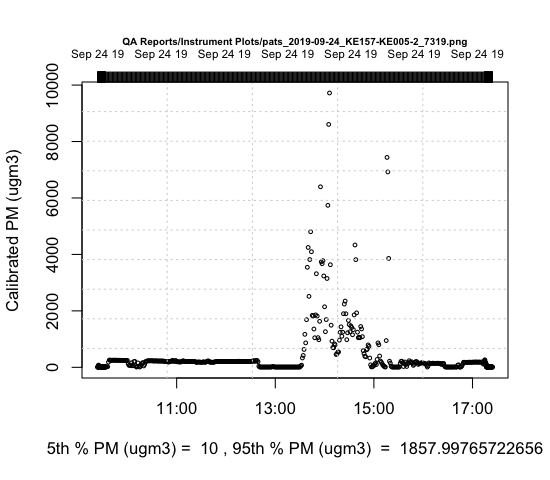 QA Reports/Instrument Plots/pats_2019-09-24_KE157-KE005-2_7319.png
Sep 24 19 Sep 24 19 Sep 24 19 Sep 24 19 Sep 24 19 Sep 24 19 Sep 24 19
10000
8000
6000
4000
2000
0
Calibrated PM (ugm3)
11:00 13:00 15:00 17:00
5th % PM (ugm3) = 10 , 95th % PM (ugm3) = 1857.99765722656